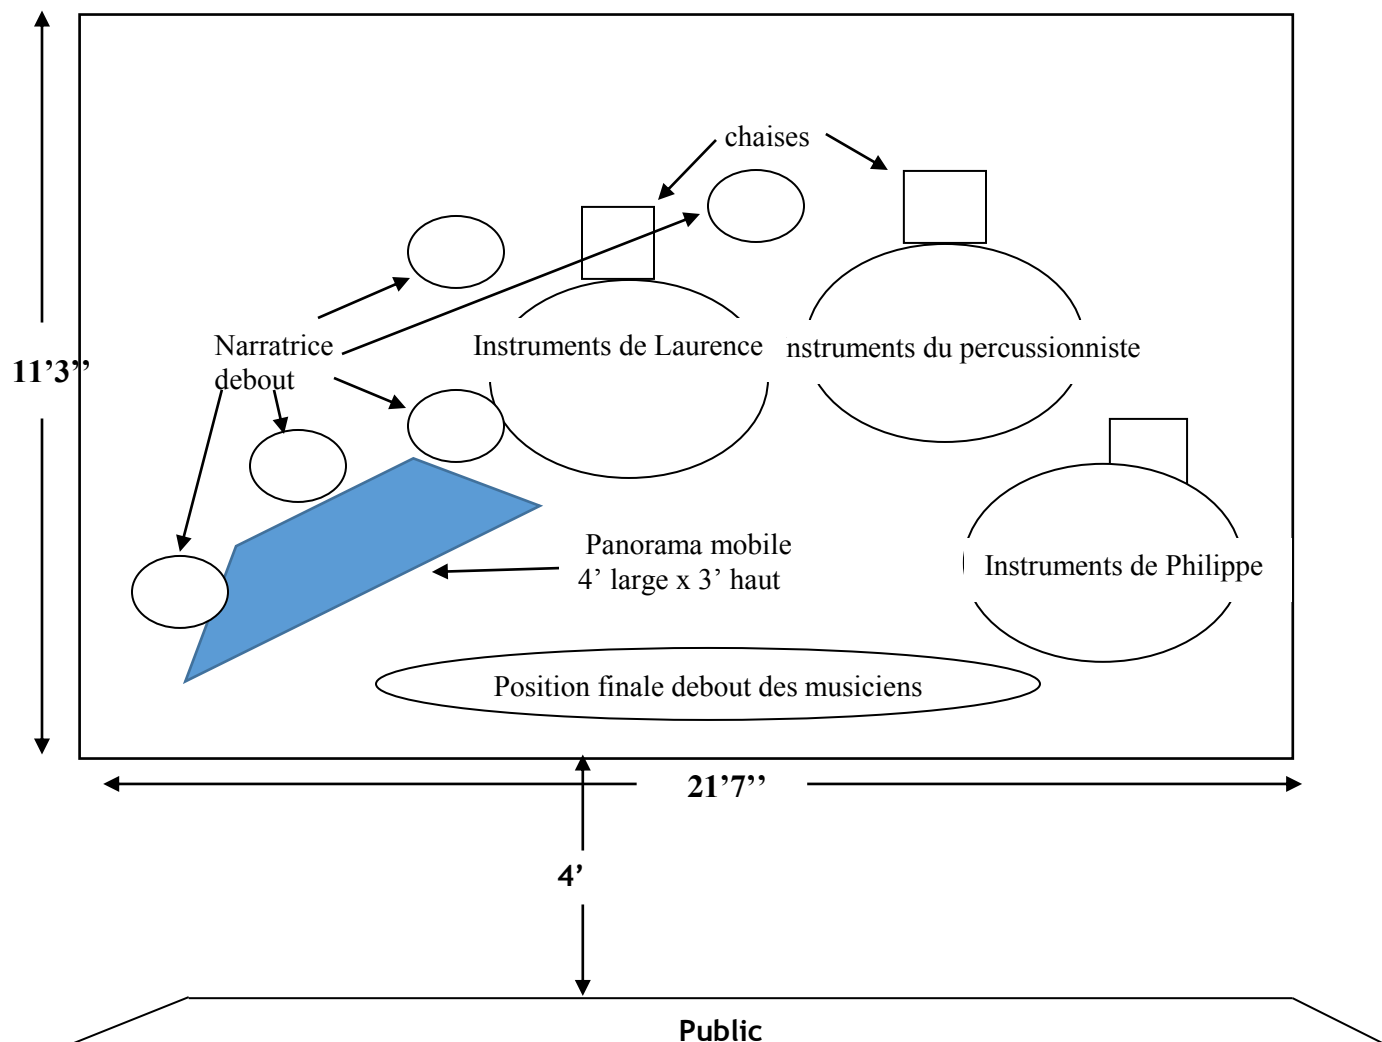 chaises
Narratrice
debout
Instruments de Laurence
nstruments du percussionniste
11’3’’
Panorama mobile
4’ large x 3’ haut
Instruments de Philippe
Position finale debout des musiciens
21’7’’
4’
Public